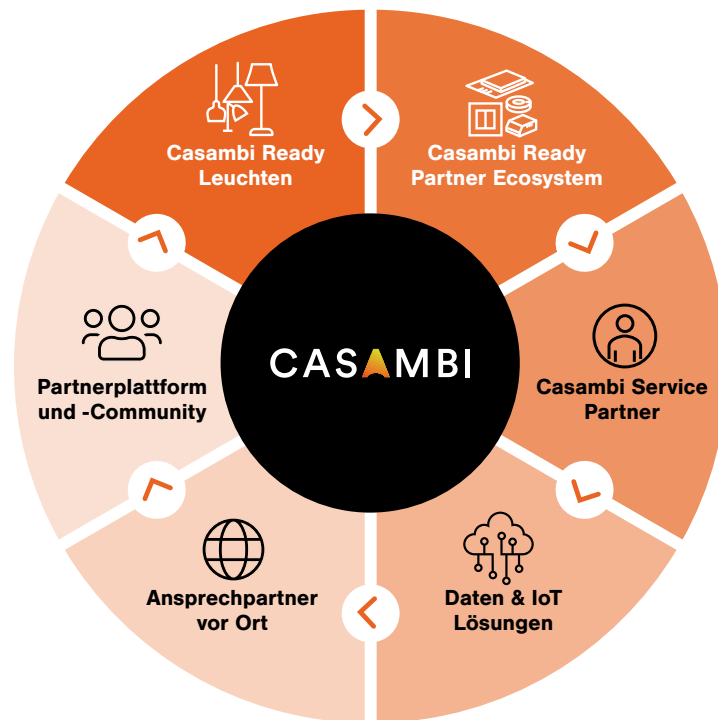 Casambi Ready
Leuchten
Casambi Ready
Partner Ecosystem
Partnerplattform
und -Community
CASAMBI
Casambi Service
Partner
Ansprechpartner
vor Ort
Daten & IoT
Lösungen